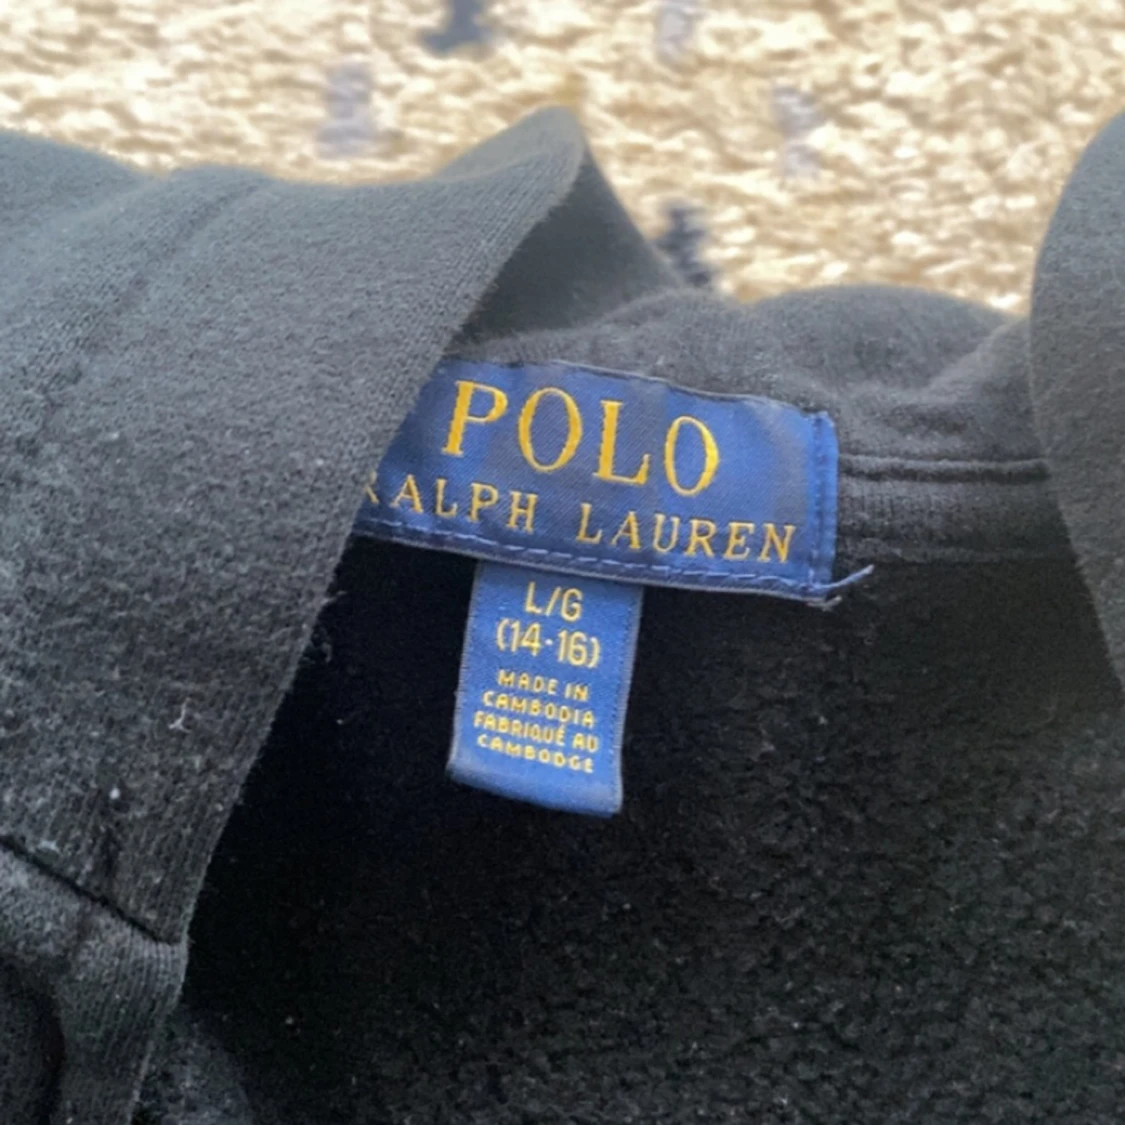 POLO
RALPH LAUREN
L/G
(14-16)
MADE IN
CAMBODIA
FABRIQUÉ AU
CAMBODGE